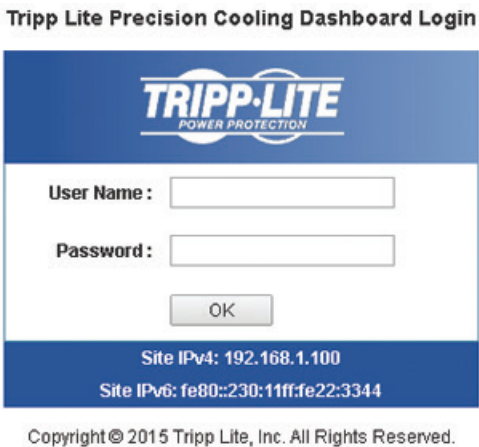 Tripp Lite Precision Cooling Dashboard Login
TRIPP·LITE
POWER PROTECTION
User Name :
Password :
OK
Site IPv4: 192.168.1.100
Site IPv6: fe80::230:11ff:fe22:3344
Copyright © 2015 Tripp Lite, Inc. All Rights Reserved.